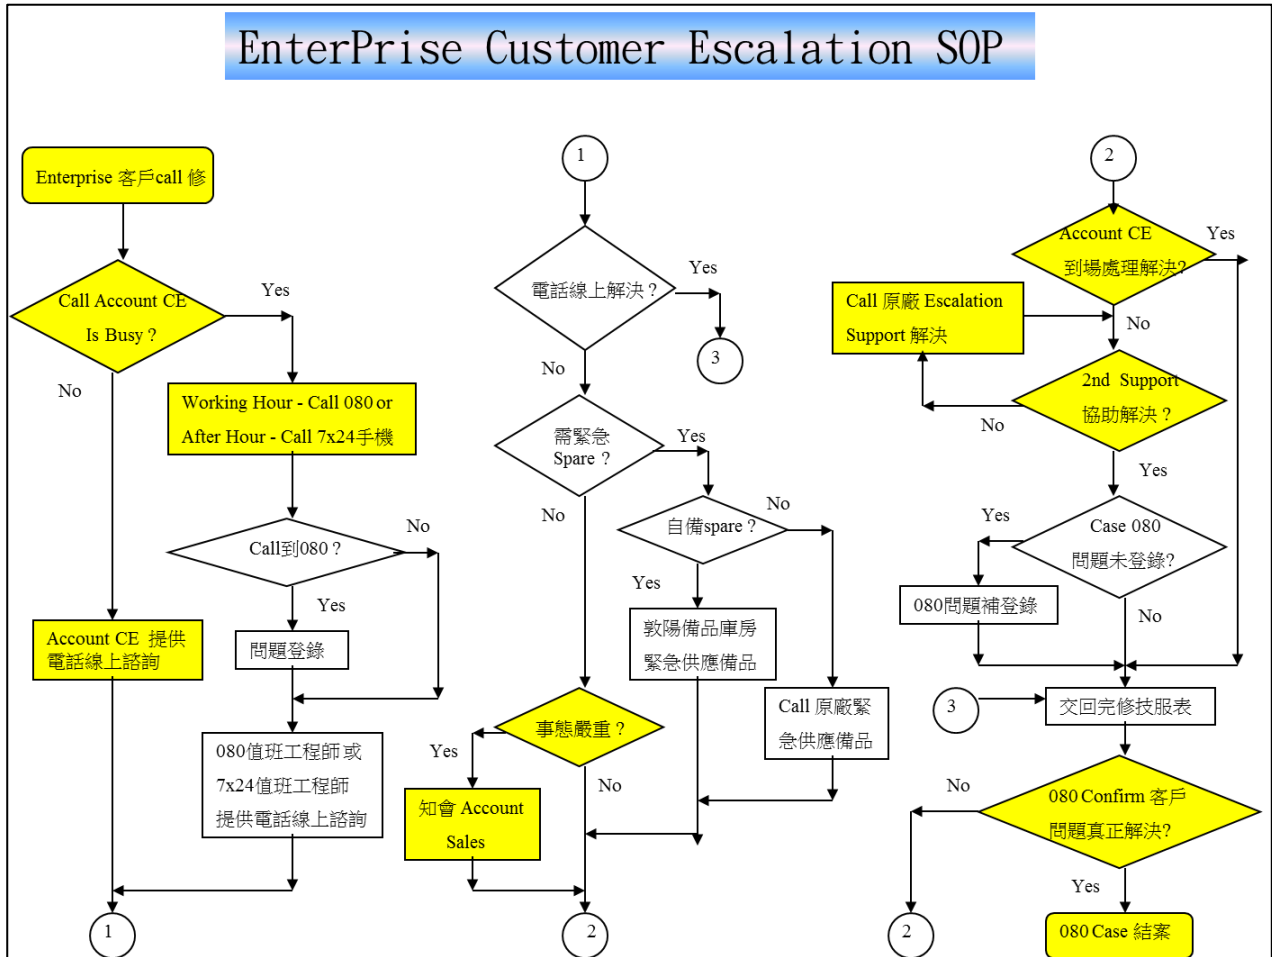 EnterPrise Customer Escalation SOP
Enterprise 客戶call 修
Call Account CE
Is Busy ?
Yes
No
Working Hour - Call 080 or
After Hour - Call 7x24手機
Call到080 ?
No
Yes
問題登錄
Account CE 提供
電話線上諮詢
080值班工程師 或
7x24值班工程師
提供電話線上諮詢
1
1
電話線上解決 ?
Yes
3
No
需緊急
Spare ?
Yes
No
自備spare ?
No
Yes
敦陽備品庫房
緊急供應備品
Call 原廠緊
急供應備品
事態嚴重 ?
Yes
No
知會 Account
Sales
2
2
Account CE
到場處理解決?
Yes
No
Call 原廠 Escalation
Support 解決
2nd Support
協助解決 ?
No
Yes
Case 080
問題未登錄?
Yes
No
080問題補登錄
3
交回完修技服表
080 Confirm 客戶
問題真正解決?
No
Yes
2
080 Case 結案